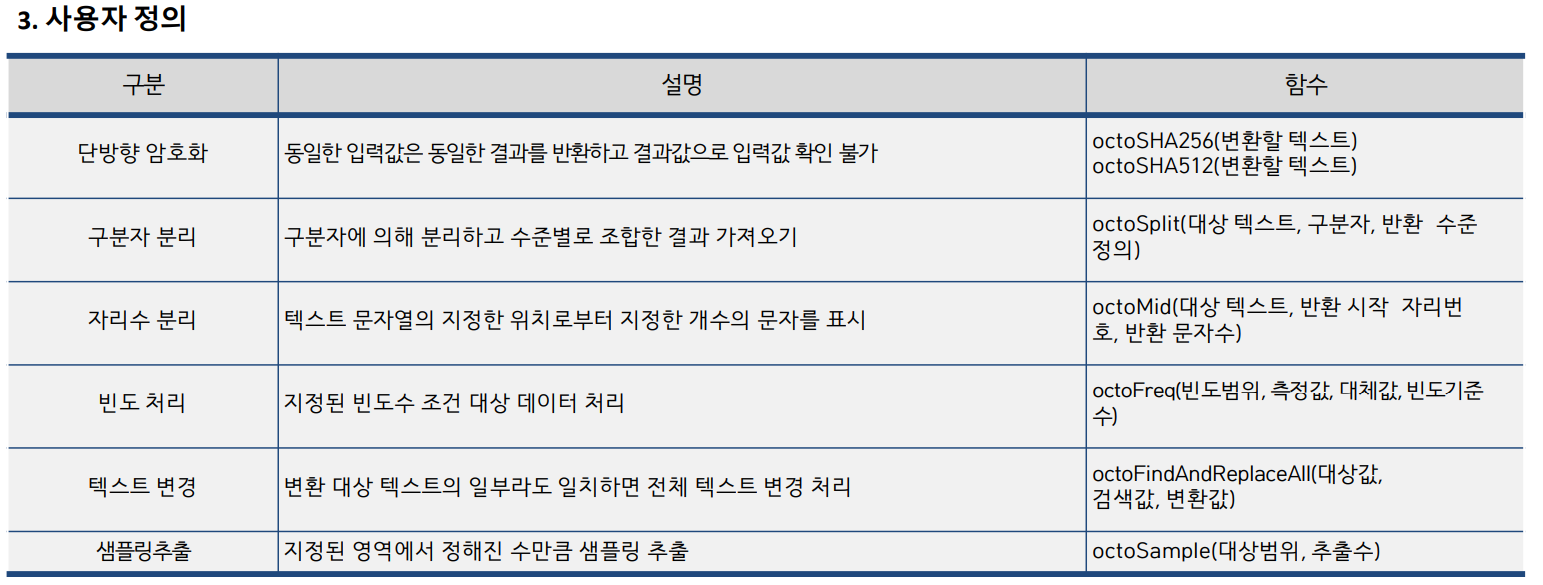 3. 사용자 정의
구분 설명 함수
단방향 암호화 동일한 입력값은 동일한 결과를 반환하고 결과값으로 입력값 확인 불가 octoSHA256(변환할 텍스트)
octoSHA512(변환할 텍스트)
구분자 분리 구분자에 의해 분리하고 수준별로 조합한 결과 가져오기 octoSplit(대상 텍스트, 구분자, 반환 수준
정의)
자리수 분리 텍스트 문자열의 지정한 위치로부터 지정한 개수의 문자를 표시 octoMid(대상 텍스트, 반환 시작 자리번
호, 반환 문자수)
빈도 처리 지정된 빈도수 조건 대상 데이터 처리 octoFreq(빈도범위, 측정값, 대체값, 빈도기준
수)
텍스트 변경 변환 대상 텍스트의 일부라도 일치하면 전체 텍스트 변경 처리 octoFindAndReplaceAll(대상값,
검색값, 변환값)
샘플링추출 지정된 영역에서 정해진 수만큼 샘플링 추출 octoSample(대상범위, 추출수)